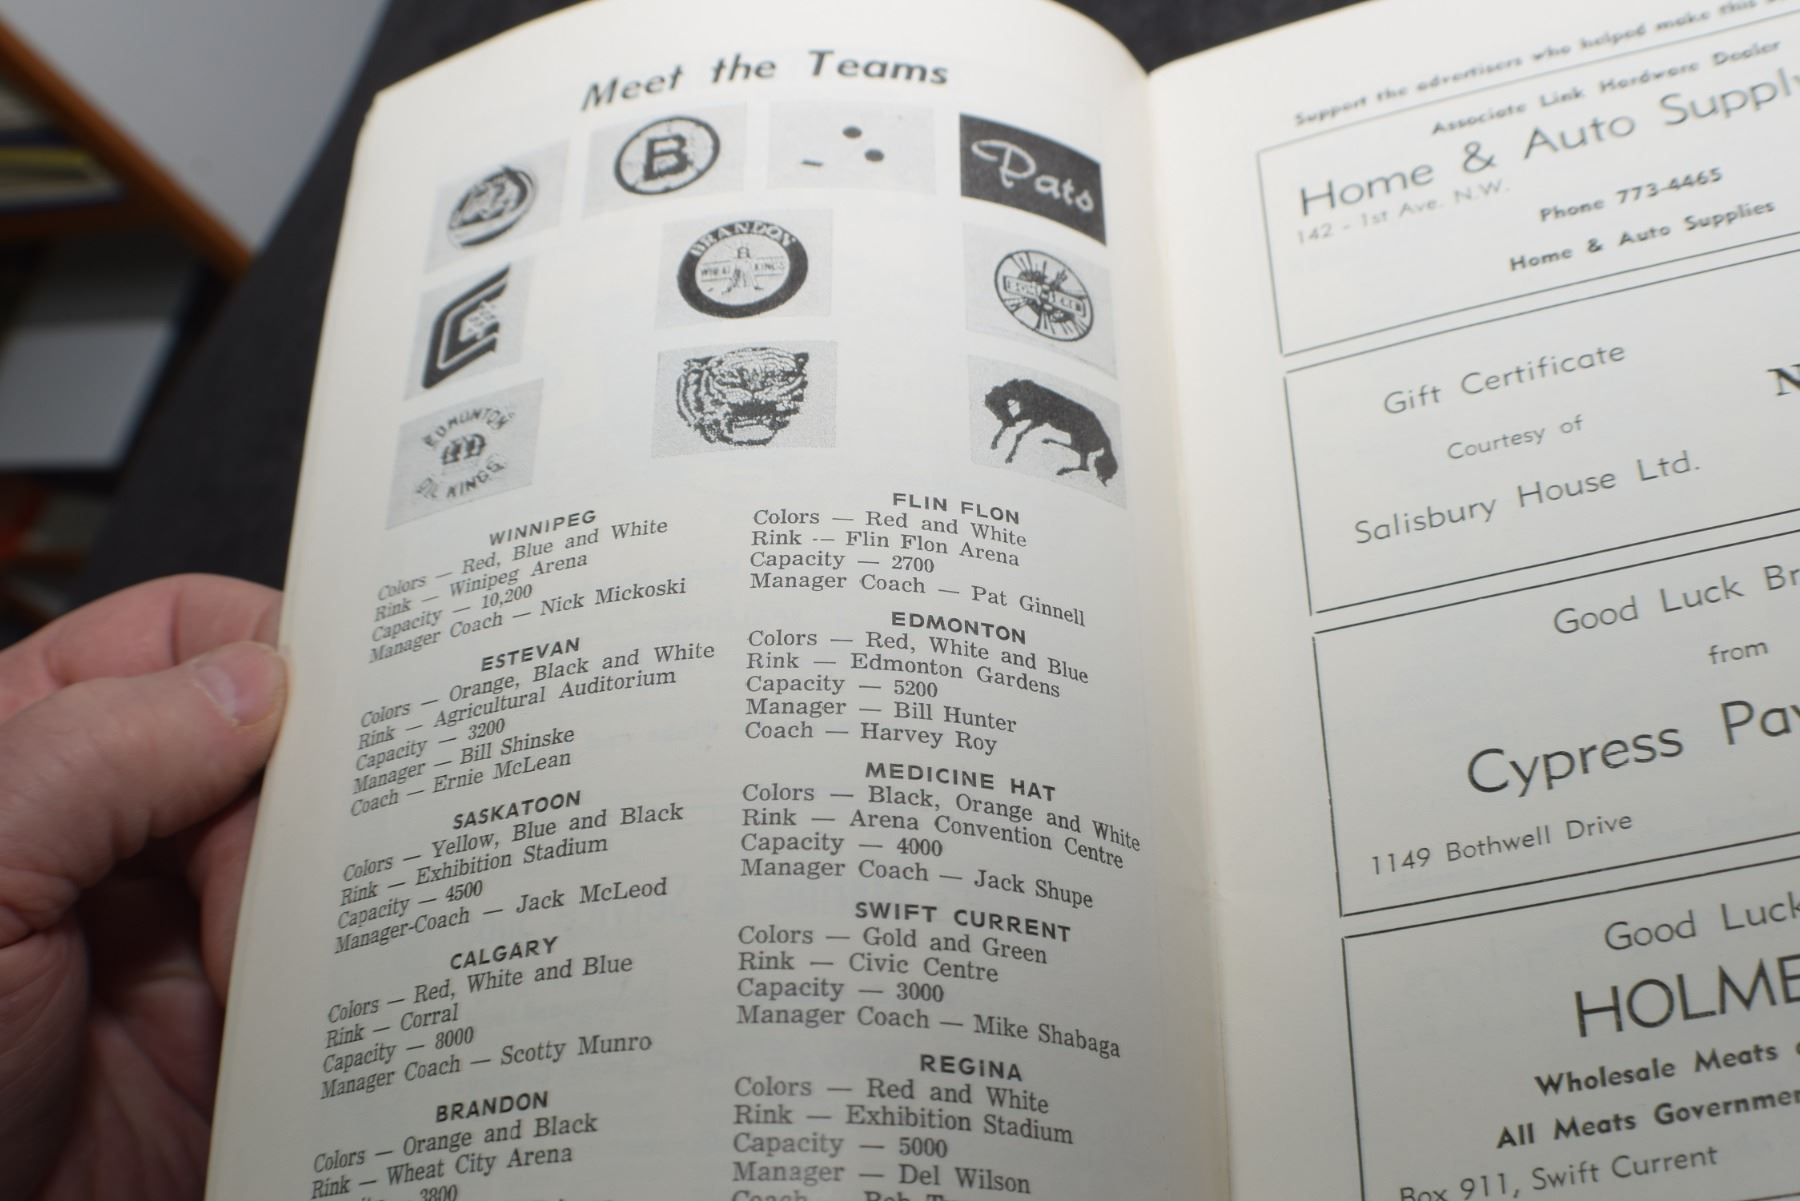 Meet the Teams
B
Pats
BRANDON
WHEAT KINGS
EDMONTON
OIL KINGS
WINNIPEG
Colors — Red, Blue and White
Rink — Winipeg Arena
Capacity — 10,200
Manager Coach — Nick Mickoski
ESTEVAN
Colors — Orange, Black and White
Rink — Agricultural Auditorium
Capacity — 3200
Manager — Bill Shinske
Coach — Ernie McLean
SASKATOON
Colors — Yellow, Blue and Black
Rink — Exhibition Stadium
Capacity — 4500
Manager-Coach — Jack McLeod
CALGARY
Colors — Red, White and Blue
Rink — Corral
Capacity — 8000
Manager Coach — Scotty Munro
BRANDON
Colors — Orange and Black
Rink — Wheat City Arena
3800
FLIN FLON
Colors — Red and White
Rink -— Flin Flon Arena
Capacity — 2700
Manager Coach — Pat Ginnell
EDMONTON
Colors — Red, White and Blue
Rink — Edmonton Gardens
Capacity — 5200
Manager — Bill Hunter
Coach — Harvey Roy
MEDICINE HAT
Colors — Black, Orange and White
Rink — Arena Convention Centre
Capacity — 4000
Manager Coach — Jack Shupe
SWIFT CURRENT
Colors — Gold and Green
Rink — Civic Centre
Capacity — 3000
Manager Coach — Mike Shabaga
REGINA
Colors — Red and White
Rink — Exhibition Stadium
Capacity — 5000
Manager — Del Wilson
Support the advertisers who helped make this
Associate Link Hardware Dealer
Home & Auto Supply
142 - 1st Ave. N.W.
Phone 773-4465
Home & Auto Supplies
Gift Certificate
Courtesy of
Salisbury House Ltd.
Good Luck
from
Cypress
1149 Bothwell Drive
Good Luck
Wholesale Meats
All Meats
Box 911, Swift Current